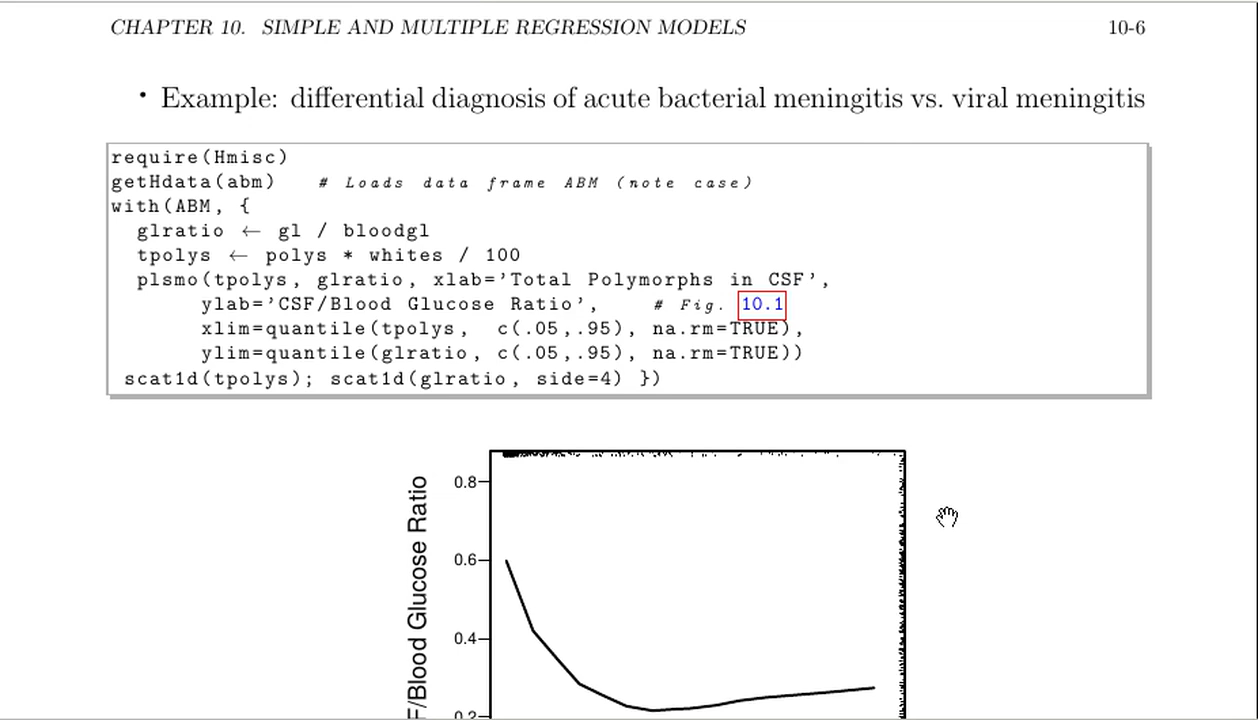 CHAPTER 10. SIMPLE AND MULTIPLE REGRESSION MODELS 10-6
• Example: differential diagnosis of acute bacterial meningitis vs. viral meningitis
require(Hmisc)
getHdata(abm) # Loads data frame ABM (note case)
with(ABM, {
glratio ← gl / bloodgl
tpolys ← polys * whites / 100
plsmo(tpolys, glratio, xlab='Total Polymorphs in CSF',
ylab='CSF/Blood Glucose Ratio', # Fig. 10.1
xlim=quantile(tpolys, c(.05,.95), na.rm=TRUE),
ylim=quantile(glratio, c(.05,.95), na.rm=TRUE))
scat1d(tpolys); scat1d(glratio, side=4) })
F/Blood Glucose Ratio
0.8
0.6
0.4
0.2